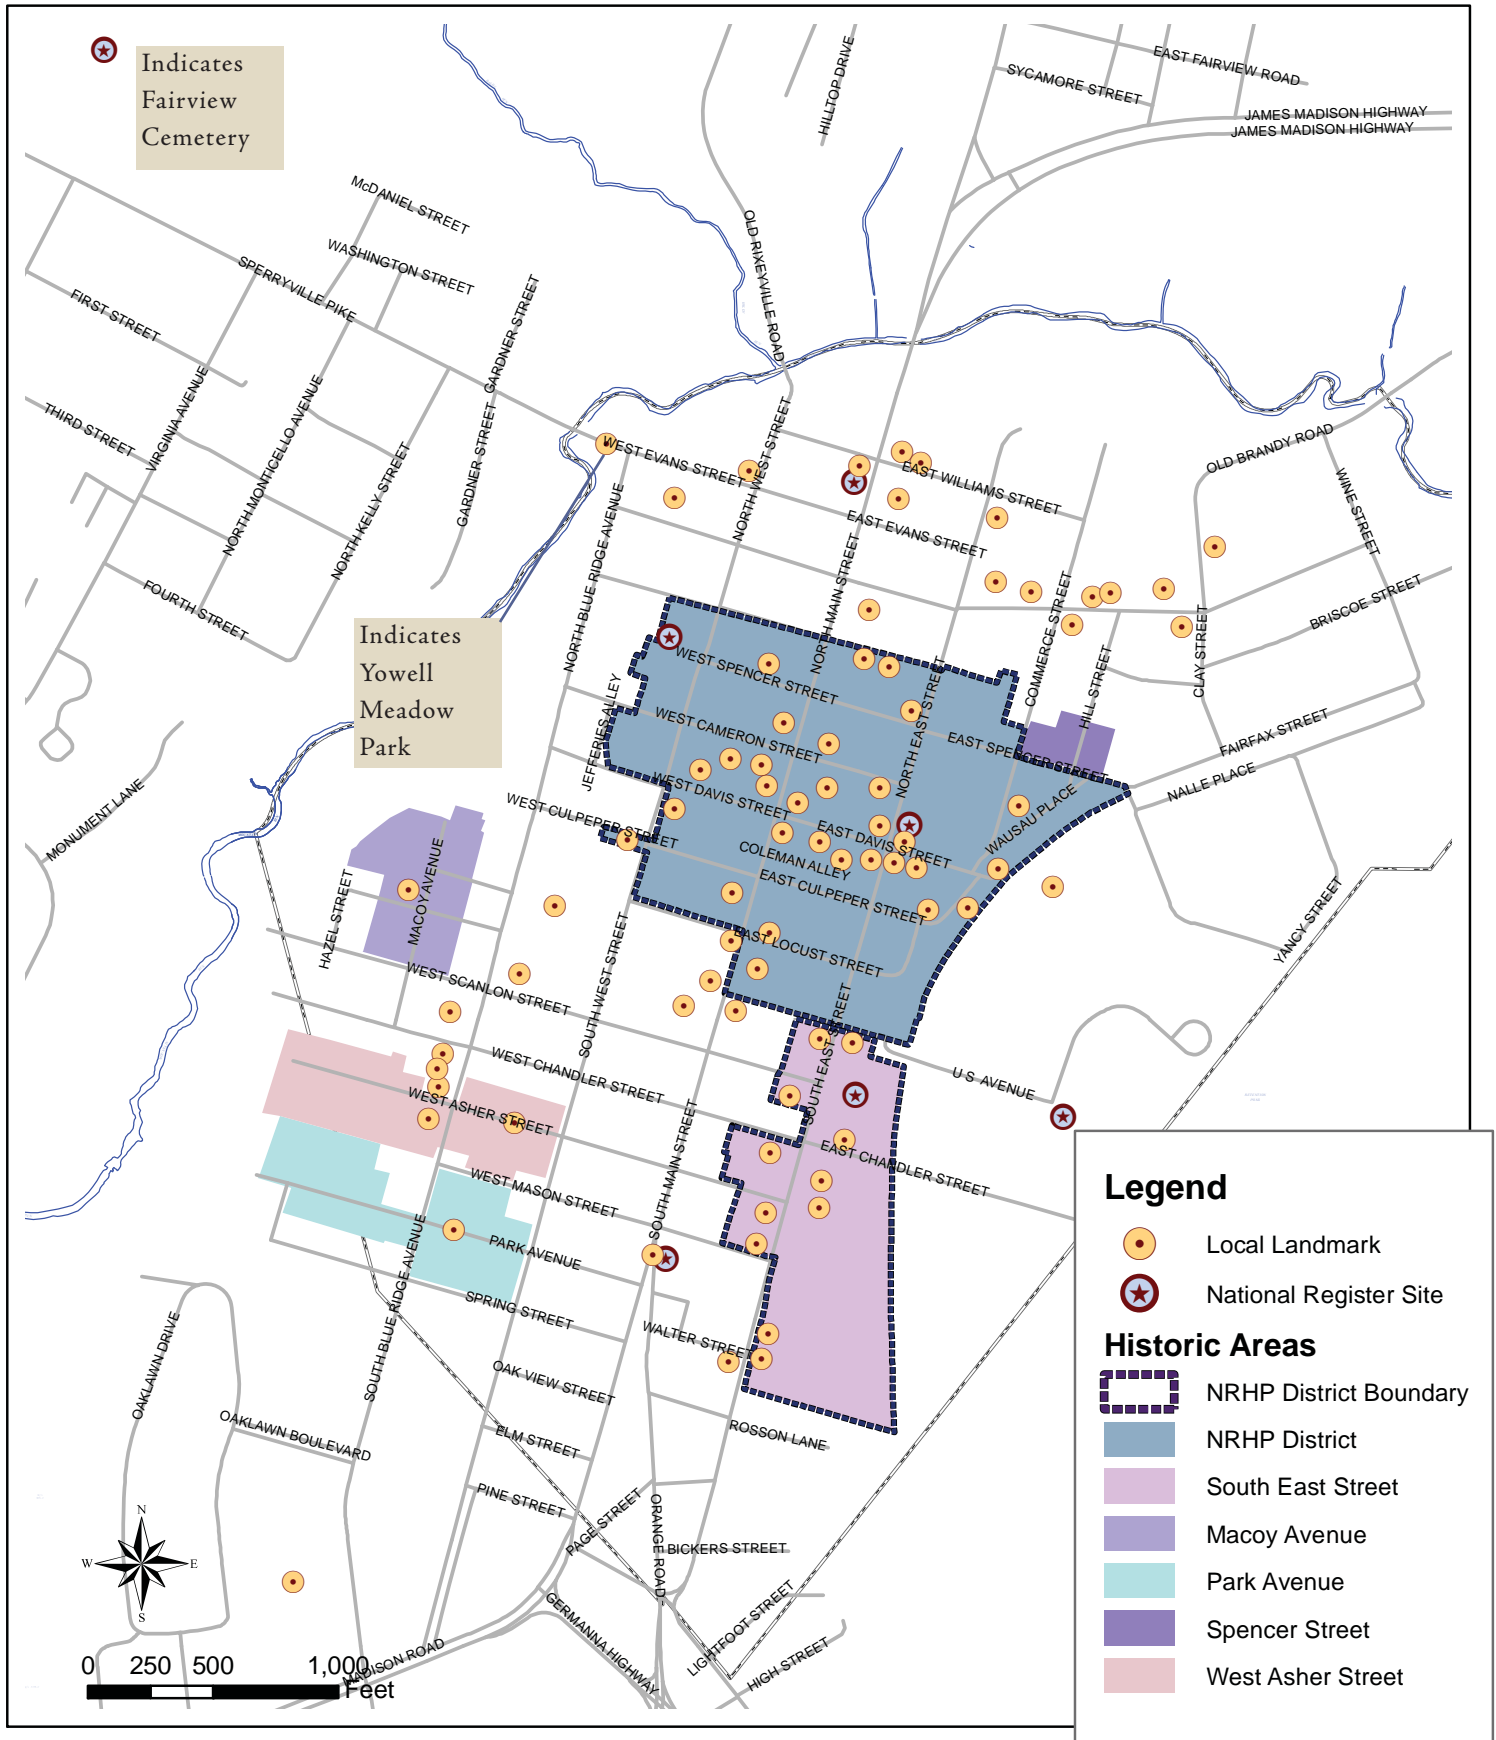 Indicates
Fairview
Cemetery
HILLTOP DRIVE
EAST FAIRVIEW ROAD
SYCAMORE STREET
JAMES MADISON HIGHWAY
JAMES MADISON HIGHWAY
McDANIEL STREET
WASHINGTON STREET
SPERRYVILLE PIKE
FIRST STREET
GARDNER STREET
OLD RIXEYVILLE ROAD
VIRGINIA AVENUE
THIRD STREET
NORTH MONTICELLO AVENUE
NORTH KELLY STREET
GARDNER STREET
FOURTH STREET
WEST EVANS STREET
NORTH WEST STREET
EAST WILLIAMS STREET
OLD BRANDY ROAD
WINE STREET
EAST EVANS STREET
NORTH BLUE RIDGE AVENUE
NORTH MAIN STREET
COMMERCE STREET
HILL STREET
CLAY STREET
BRISCOE STREET
Indicates
Yowell
Meadow
Park
WEST SPENCER STREET
JEFFERIES ALLEY
WEST CAMERON STREET
NORTH EAST STREET
EAST SPENCER STREET
FAIRFAX STREET
NALLE PLACE
WEST DAVIS STREET
WEST CULPEPER STREET
EAST DAVIS STREET
WAUSAU PLACE
COLEMAN ALLEY
EAST CULPEPER STREET
MONUMENT LANE
HAZEL STREET
MACOY AVENUE
EAST LOCUST STREET
YANCY STREET
WEST SCANLON STREET
SOUTH WEST STREET
SOUTH EAST STREET
WEST CHANDLER STREET
U.S. AVENUE
WEST ASHER STREET
EAST CHANDLER STREET
WEST MASON STREET
SOUTH MAIN STREET
PARK AVENUE
SOUTH BLUE RIDGE AVENUE
SPRING STREET
WALTER STREET
OAKLAWN DRIVE
OAK VIEW STREET
OAKLAWN BOULEVARD
ELM STREET
ROSSON LANE
PINE STREET
PAGE STREET
ORANGE ROAD
BICKERS STREET
GERMANNA HIGHWAY
LIGHTFOOT STREET
HIGH STREET
MADISON ROAD
N
W E
S
0 250 500 1,000
Feet
Legend
Local Landmark
National Register Site
Historic Areas
NRHP District Boundary
NRHP District
South East Street
Macoy Avenue
Park Avenue
Spencer Street
West Asher Street